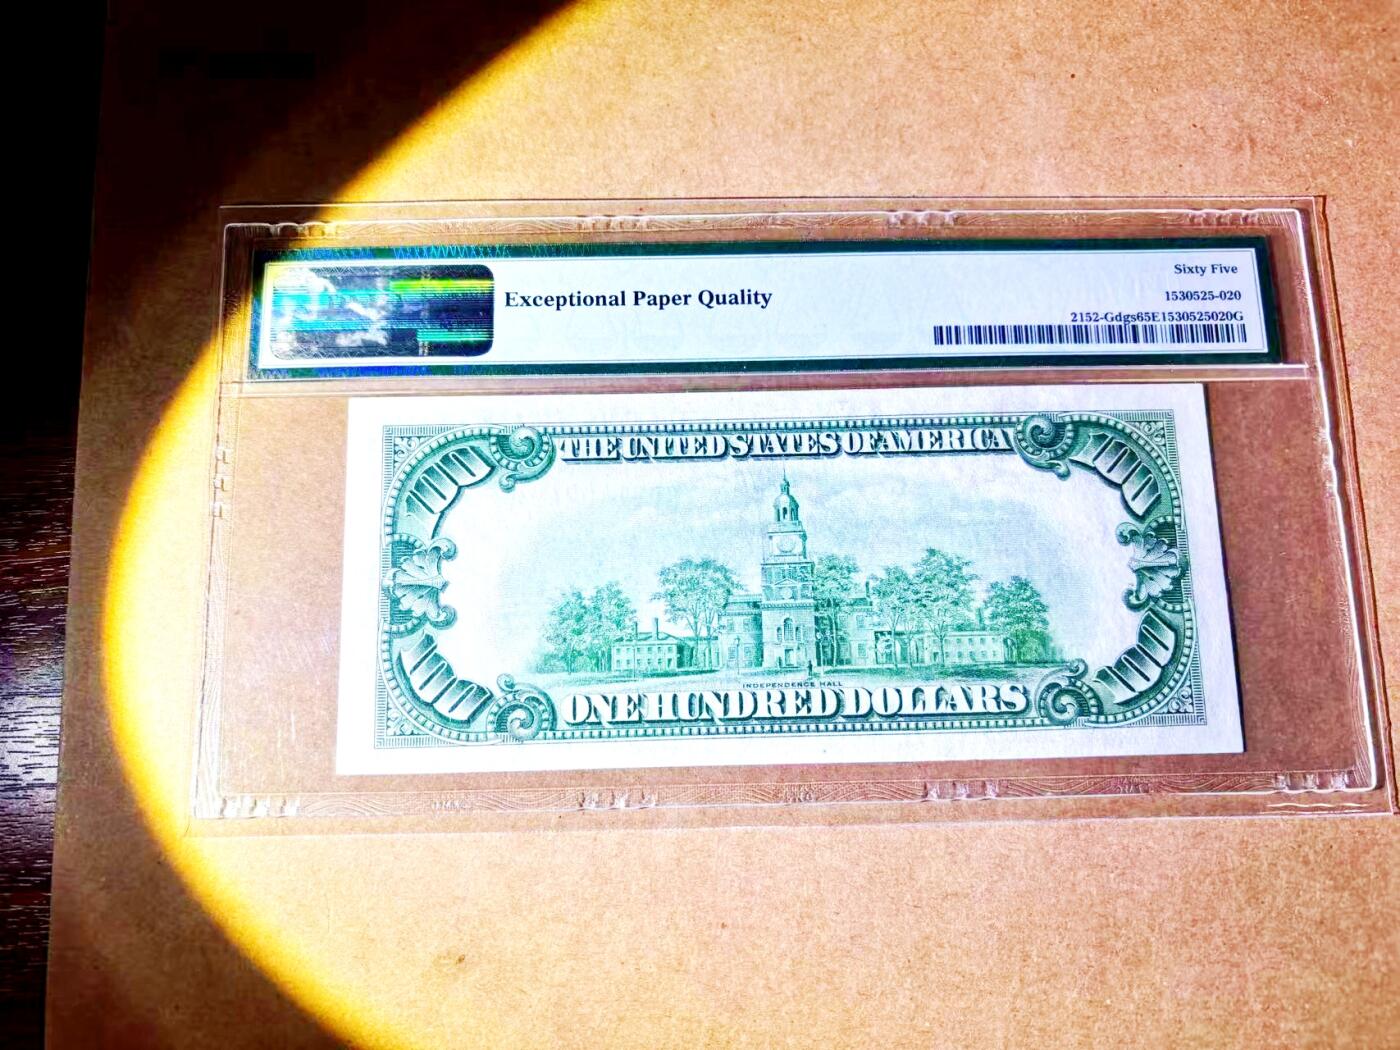 Sixty Five
Exceptional Paper Quality
1530525-020
2152-Gdgs65E1530525020G
THE UNITED STATES OF AMERICA
100
100
100
100
INDEPENDENCE HALL
ONE HUNDRED DOLLARS